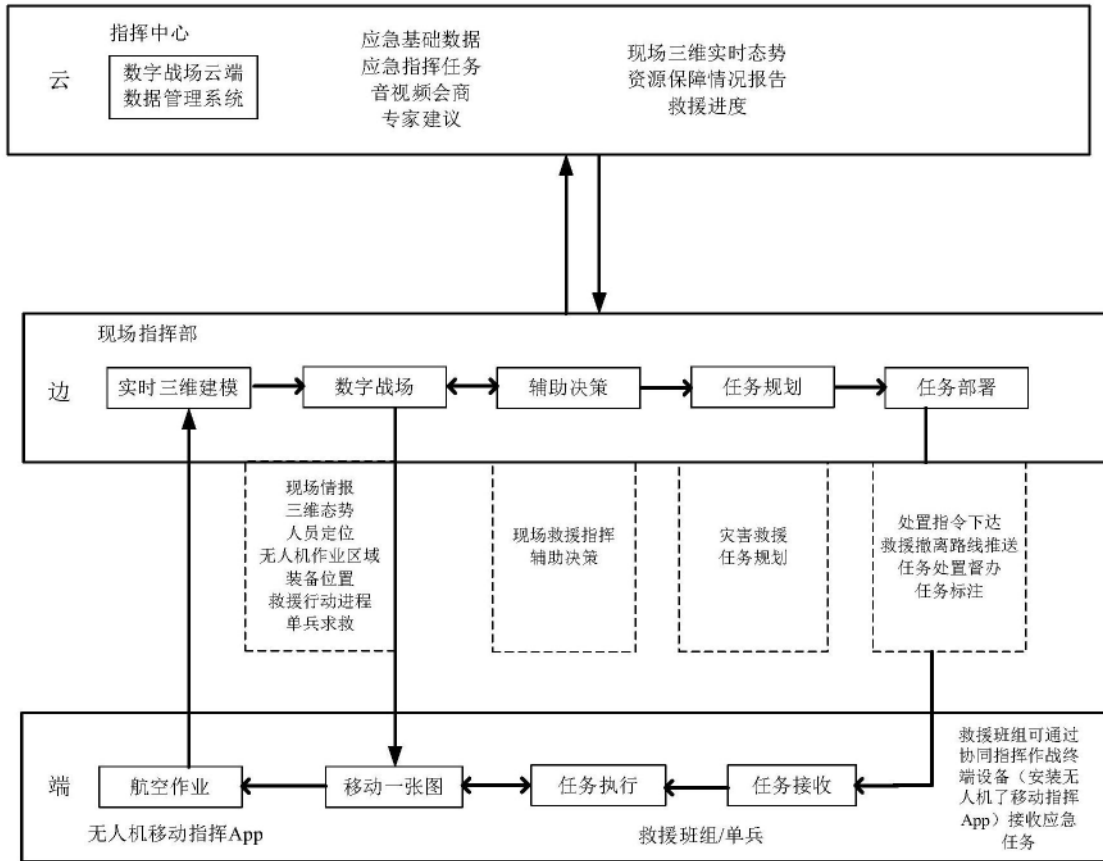 云
指挥中心
数字战场云端
数据管理系统
应急基础数据
应急指挥任务
音视频会商
专家建议
现场三维实时态势
资源保障情况报告
救援进度
现场指挥部
边
实时三维建模
数字战场
辅助决策
任务规划
任务部署
现场情报
三维态势
人员定位
无人机作业区域
装备位置
救援行动进程
单兵求救
现场救援指挥
辅助决策
灾害救援
任务规划
处置指令下达
救援撤离路线推送
任务处置督办
任务标注
端
航空作业
移动一张图
任务执行
任务接收
救援班组可通过
协同指挥作战终
端设备（安装无
人机了移动指挥
App）接收应急
任务
无人机移动指挥App
救援班组/单兵